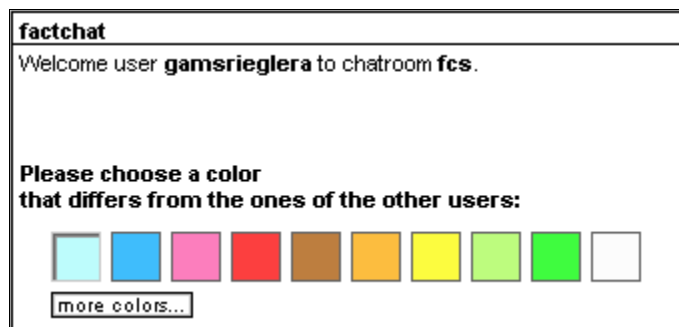 factchat
Welcome user gamsrieglera to chatroom fcs.
Please choose a color
that differs from the ones of the other users:
more colors...